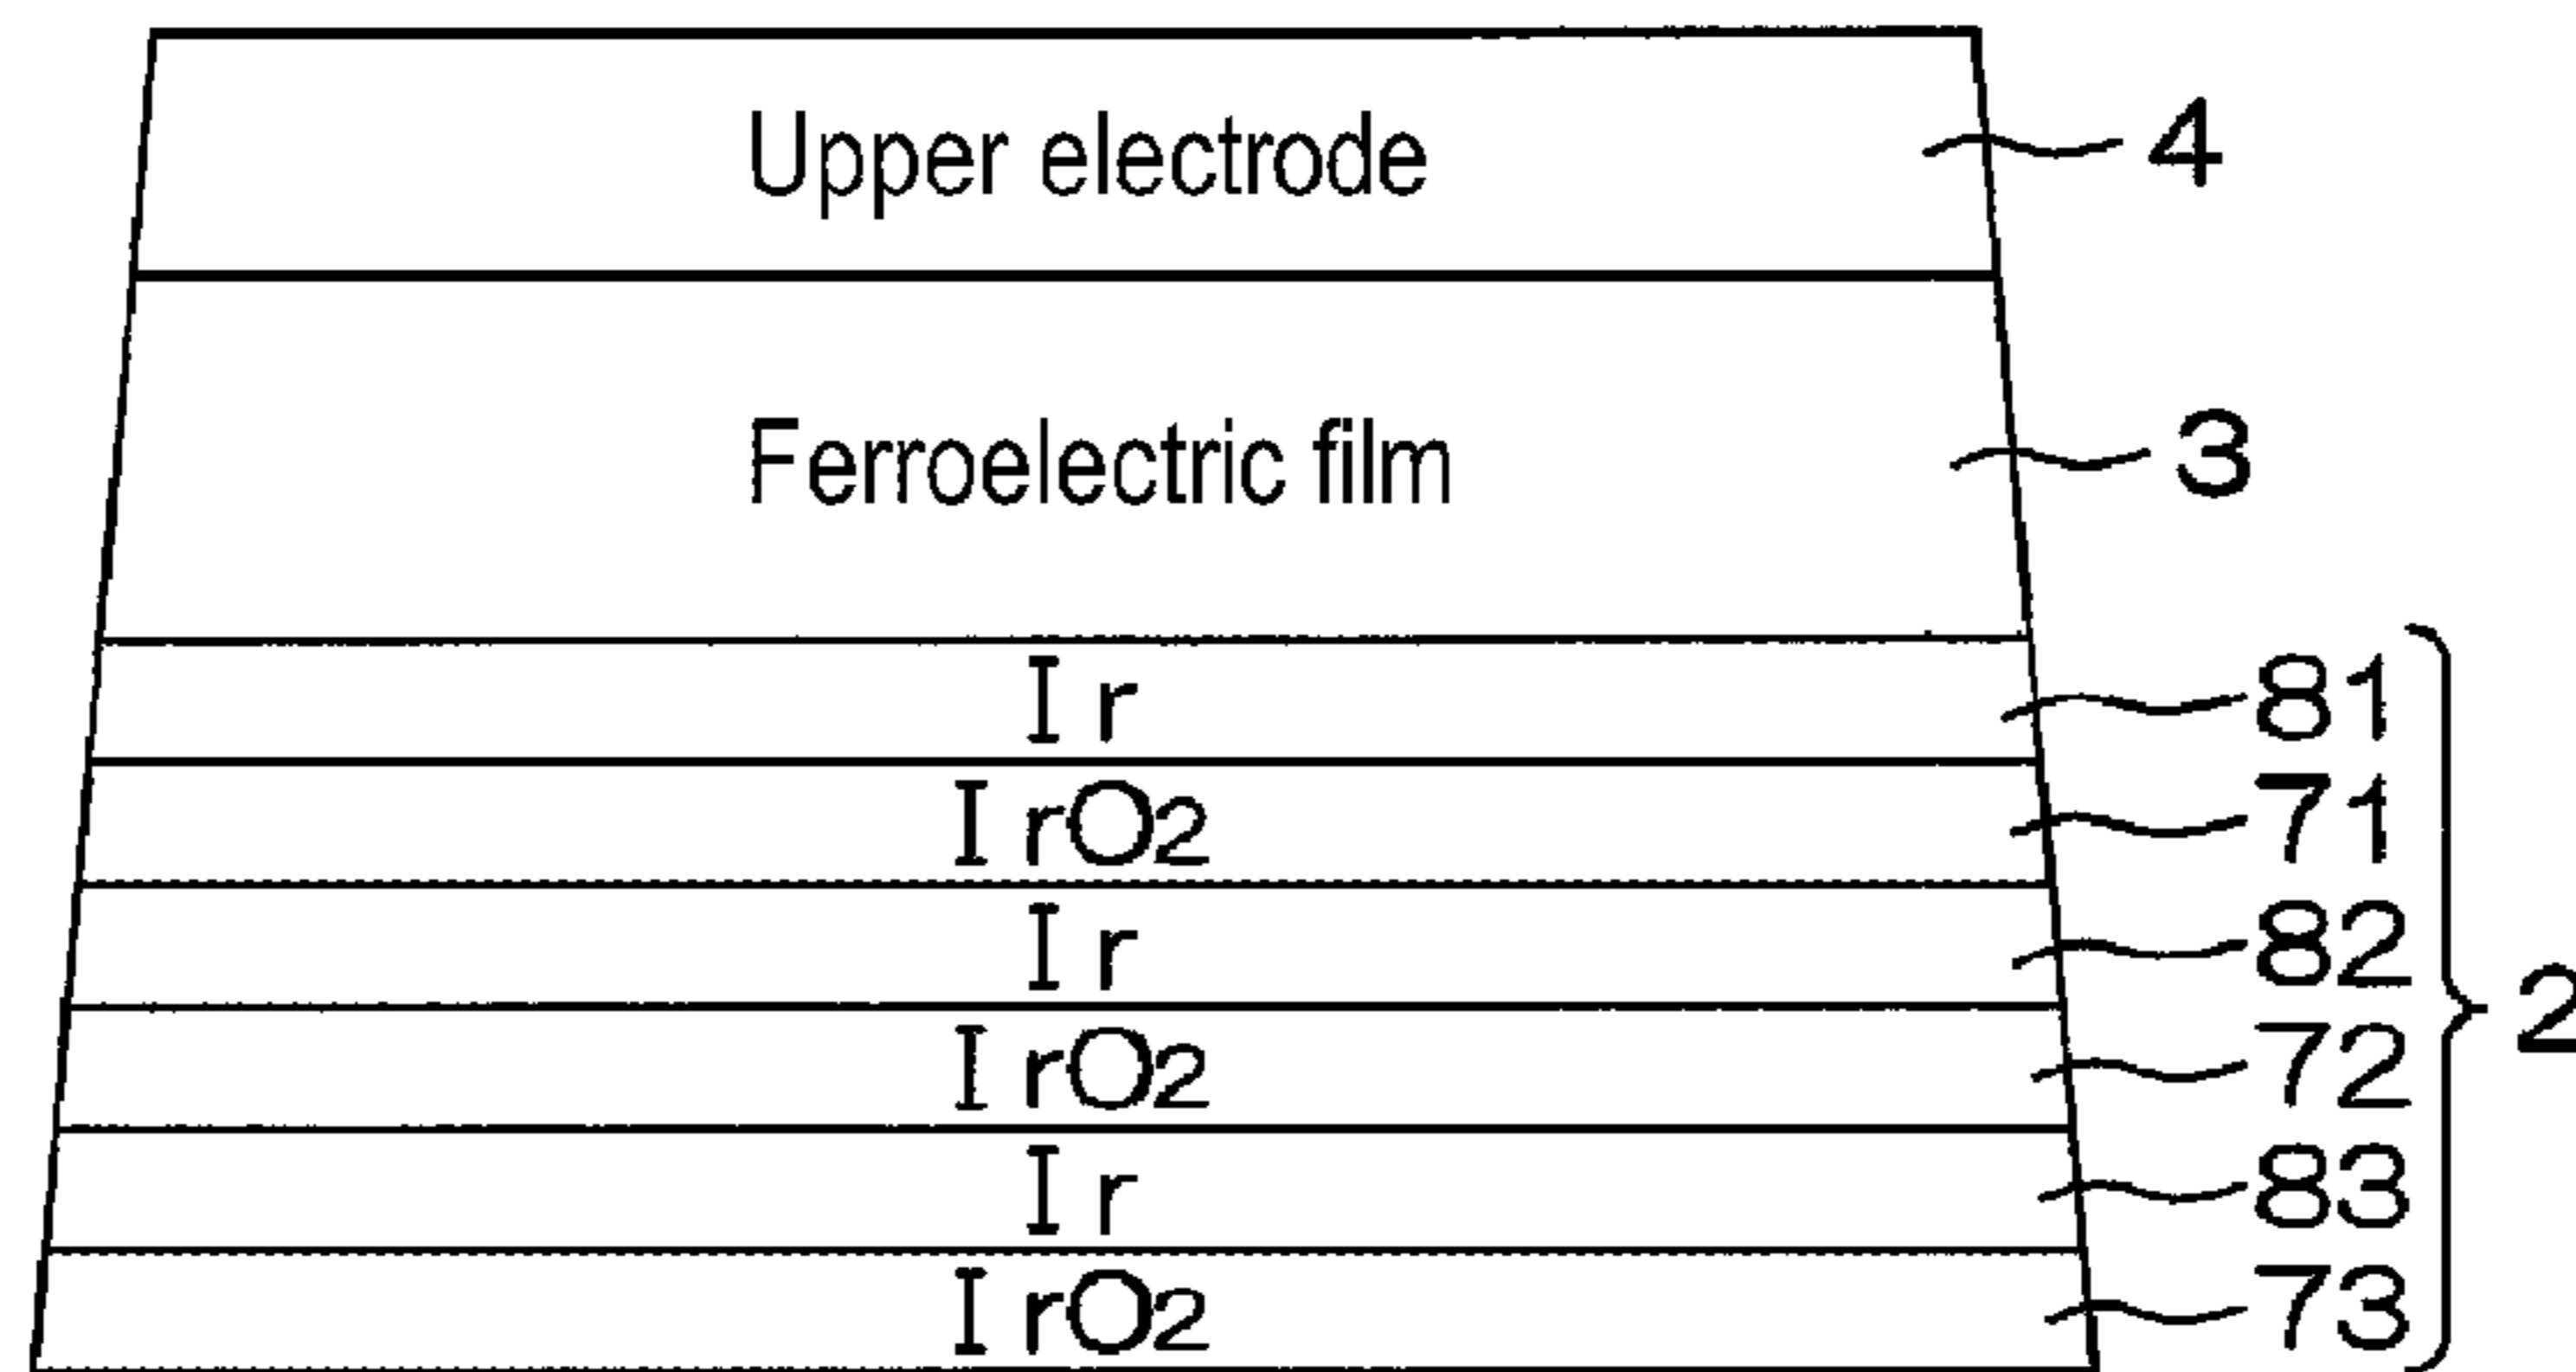 Upper electrode 4
Ferroelectric film 3
Ir 81
IrO2 71
Ir 82
IrO2 72
Ir 83
IrO2 73
2